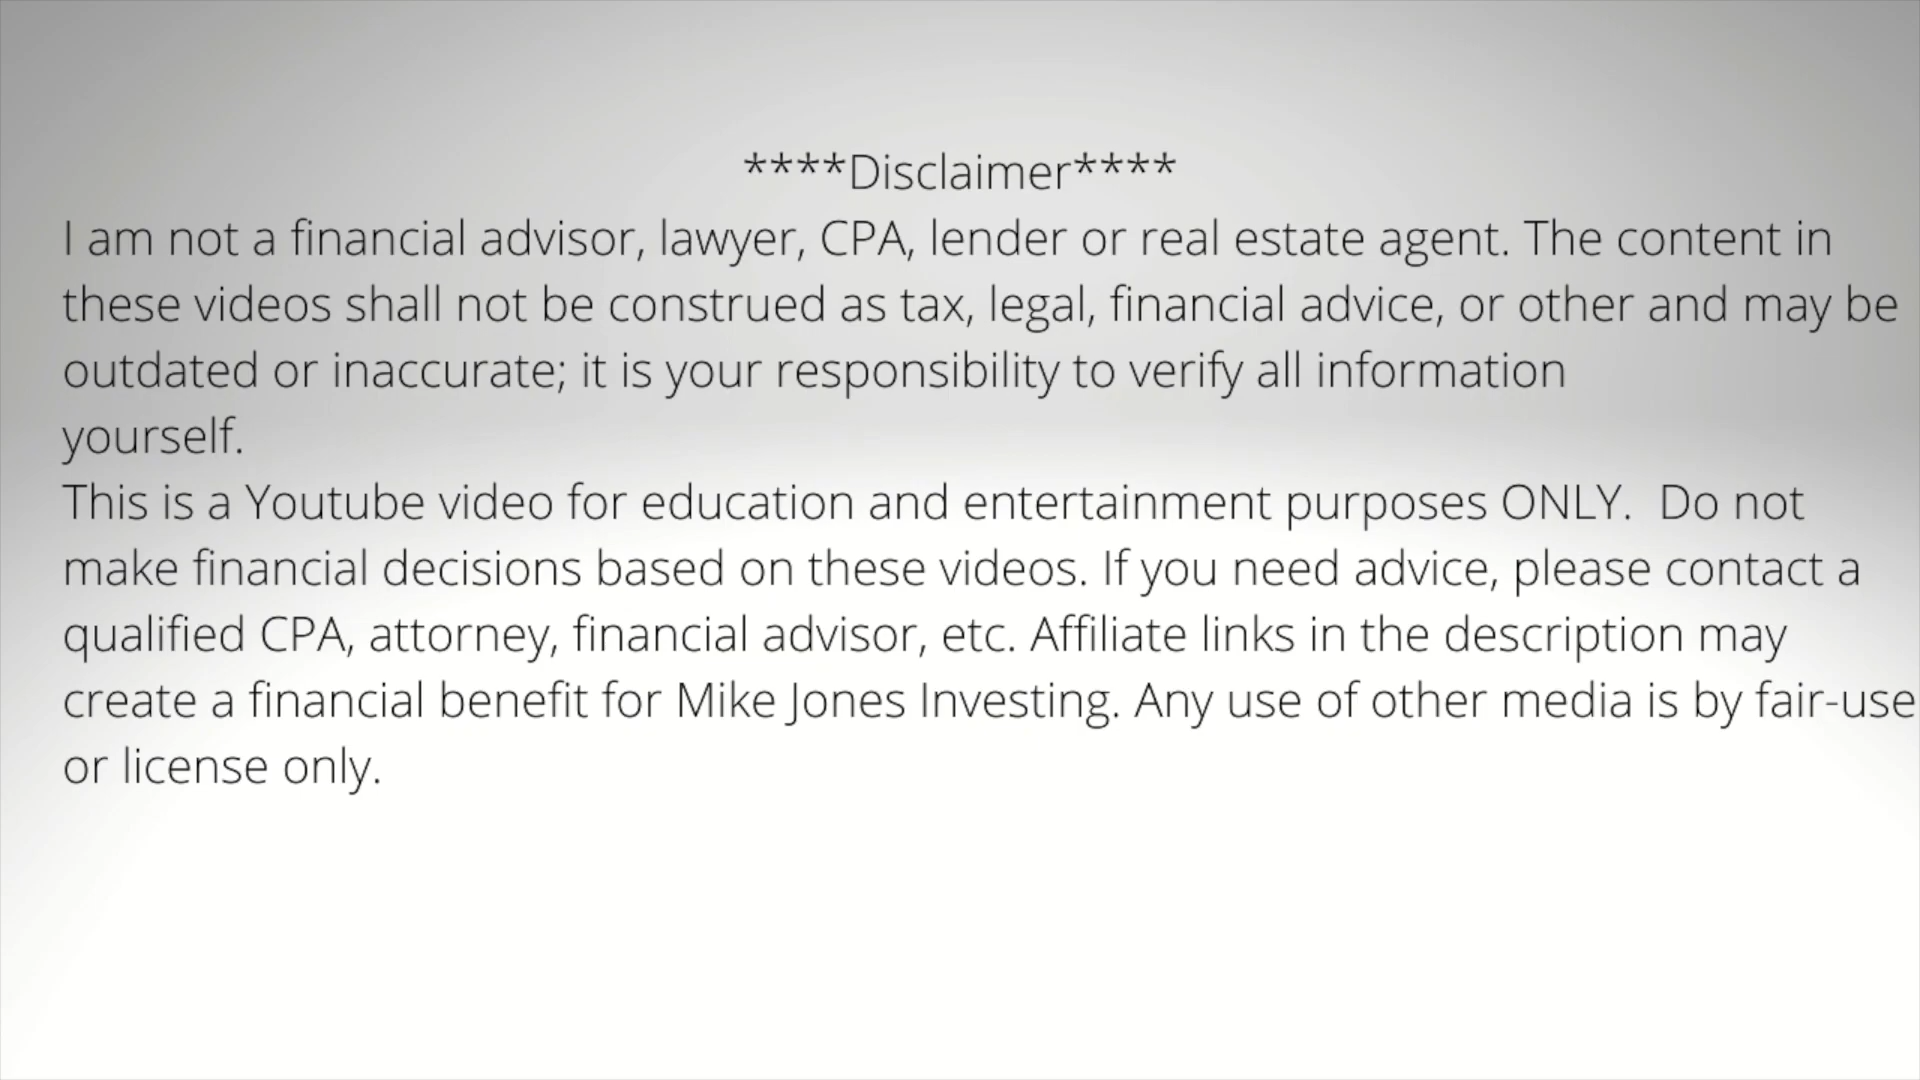 ****Disclaimer****
I am not a financial advisor, lawyer, CPA, lender or real estate agent. The content in
these videos shall not be construed as tax, legal, financial advice, or other and may be
outdated or inaccurate; it is your responsibility to verify all information
yourself.
This is a Youtube video for education and entertainment purposes ONLY.  Do not
make financial decisions based on these videos. If you need advice, please contact a
qualified CPA, attorney, financial advisor, etc. Affiliate links in the description may
create a financial benefit for Mike Jones Investing. Any use of other media is by fair-use
or license only.